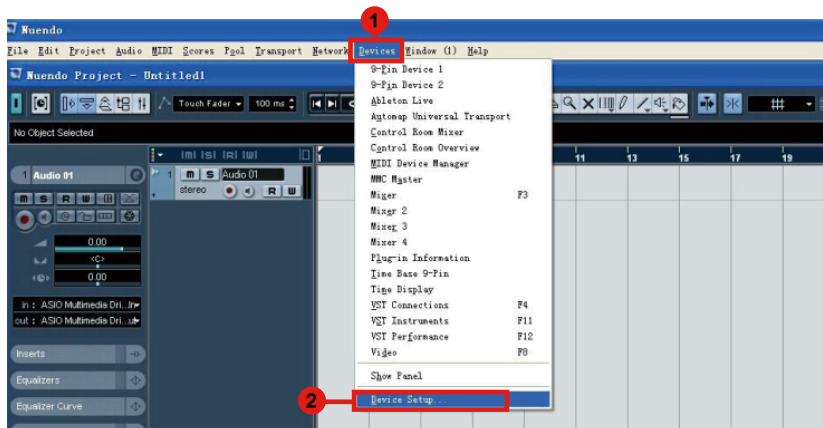 1
Nuendo
File Edit Project Audio MIDI Scores Pool Transport Network Devices Window (1) Help
Nuendo Project - Untitled1
Touch Fader 100 ms
No Object Selected
11 13 15 17 19
1 Audio 01
M S R W
0.00
<C>
0.00
in : ASIO Multimedia Dri...In
out : ASIO Multimedia Dri...ut
Inserts
Equalizers
Equalizer Curve
M S R W
1 M S Audio 01
stereo R W
9-Pin Device 1
9-Pin Device 2
Ableton Live
Automap Universal Transport
Control Room Mixer
Control Room Overview
MIDI Device Manager
MMC Master
Mixer F3
Mixer 2
Mixer 3
Mixer 4
Plug-in Information
Time Base 9-Pin
Time Display
VST Connections F4
VST Instruments F11
VST Performance F12
Video F8
Show Panel
2
Device Setup...